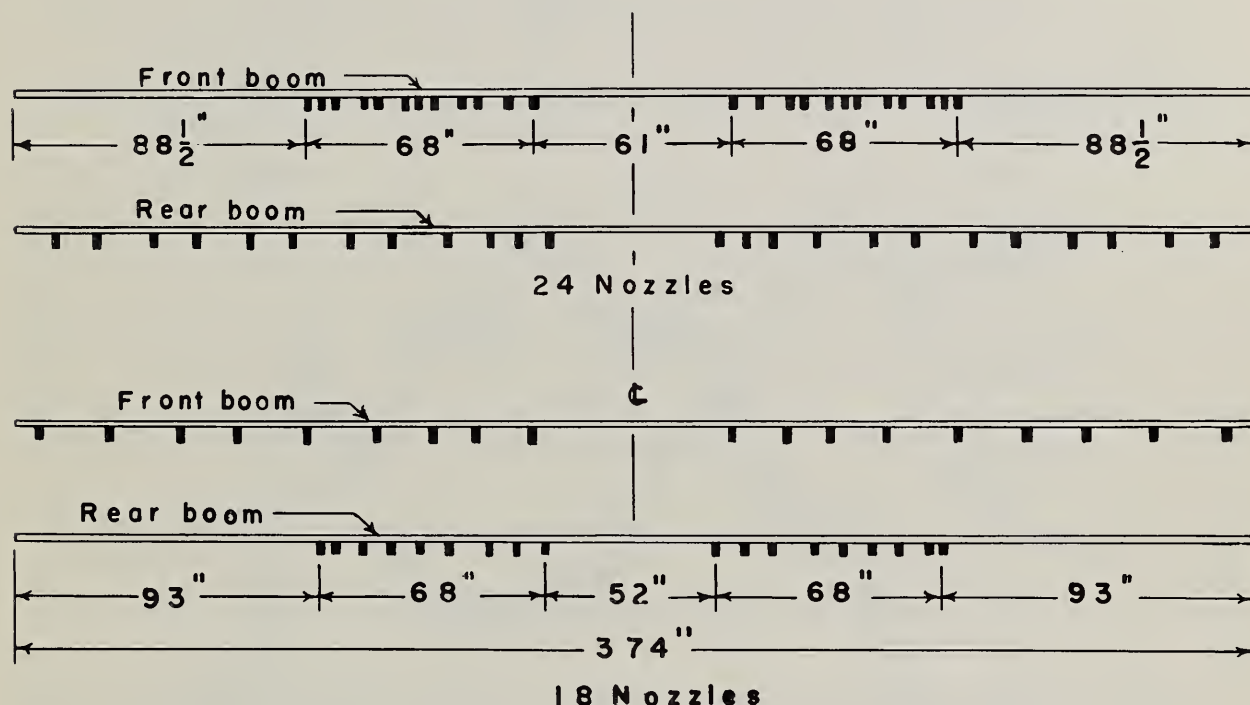 Front boom
88 1/2" 68" 61" 68" 88 1/2"
Rear boom
24 Nozzles
℄
Front boom
Rear boom
93" 68" 52" 68" 93"
374"
18 Nozzles